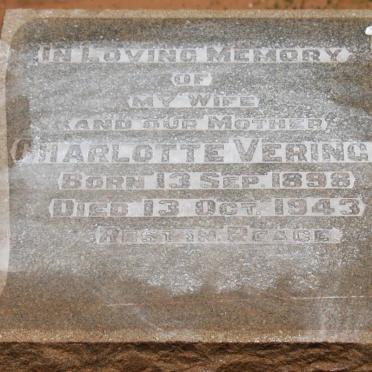 IN LOVING MEMORY
OF
MY WIFE
AND OUR MOTHER
CHARLOTTE VERING
BORN 13 SEP. 1898
DIED 13 OCT. 1943
REST IN PEACE